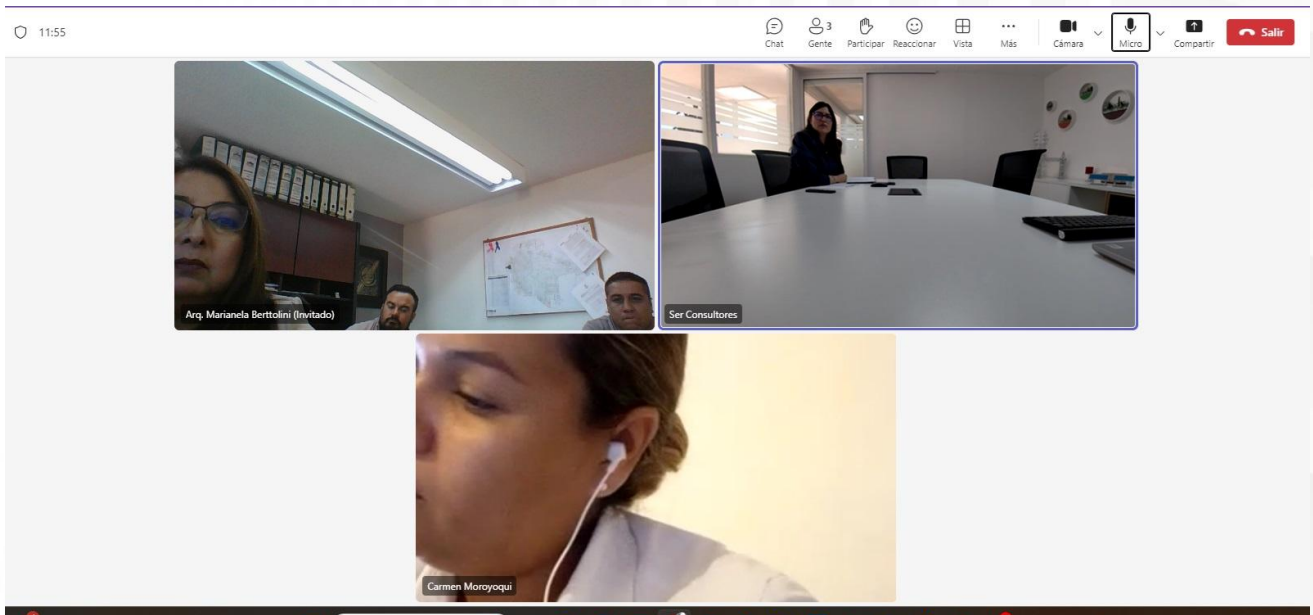 11:55
3
Chat Gente Participar Reaccionar Vista Más Cámara Micro Compartir Salir
Arq. Marianela Berttolini (Invitado)
Ser Consultores
Carmen Moroyoqui